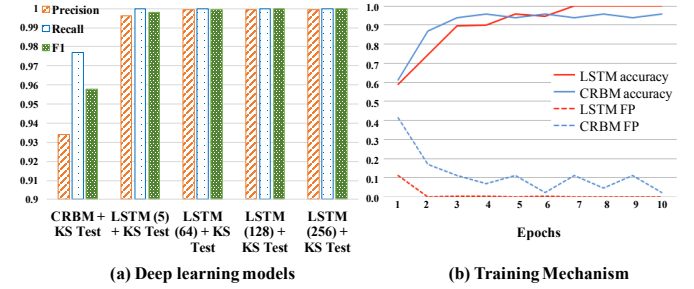 1
0.99
0.98
0.97
0.96
0.95
0.94
0.93
0.92
0.91
0.9
Precision
Recall
F1
CRBM + KS Test
LSTM (5) + KS Test
LSTM (64) + KS Test
LSTM (128) + KS Test
LSTM (256) + KS Test
(a) Deep learning models
1.0
0.9
0.8
0.7
0.6
0.5
0.4
0.3
0.2
0.1
0.0
LSTM accuracy
CRBM accuracy
LSTM FP
CRBM FP
1 2 3 4 5 6 7 8 9 10
Epochs
(b) Training Mechanism